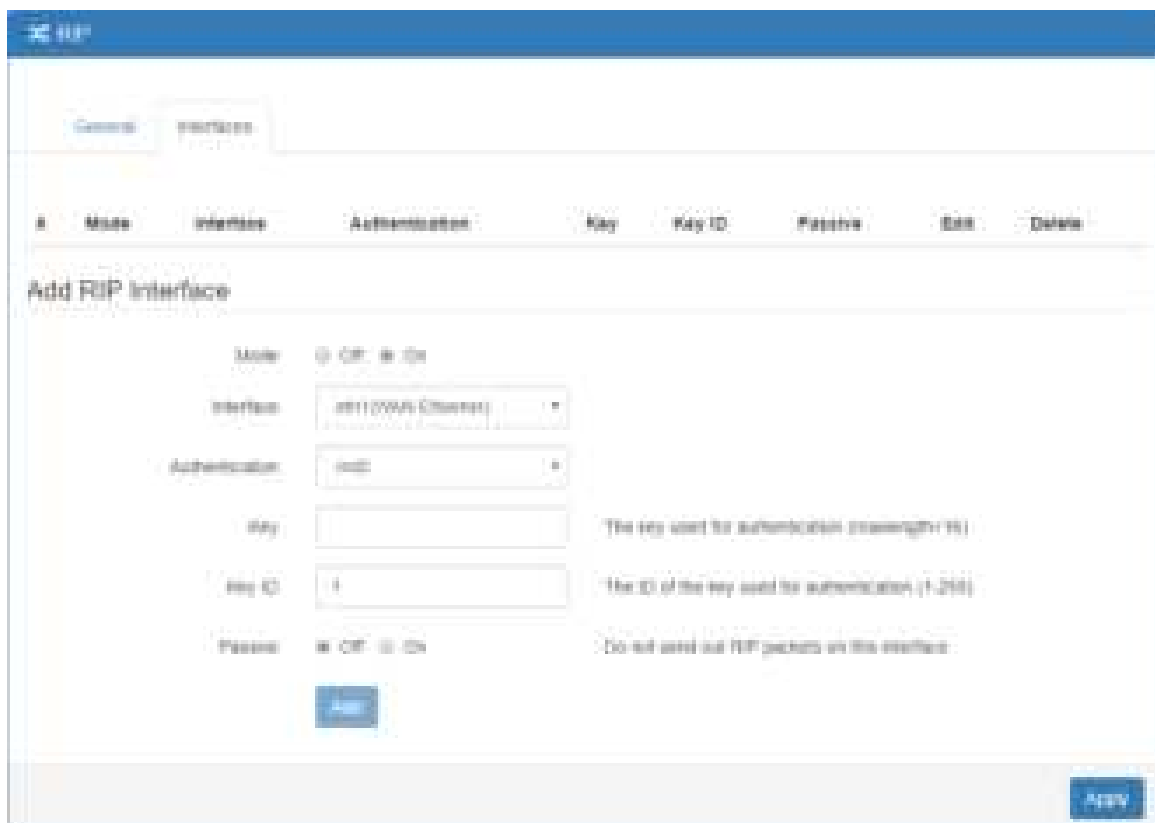 RIP
General Interfaces
# Mode Interface Authentication Key Key ID Passive Edit Delete
Add RIP Interface
Mode Off On
Interface (WAN Ethernet)
Authentication md5
Key The key used for authentication
Key ID 1 The ID of the key used for authentication
Passive Off On Do not send out RIP packets on this interface
Add
Apply